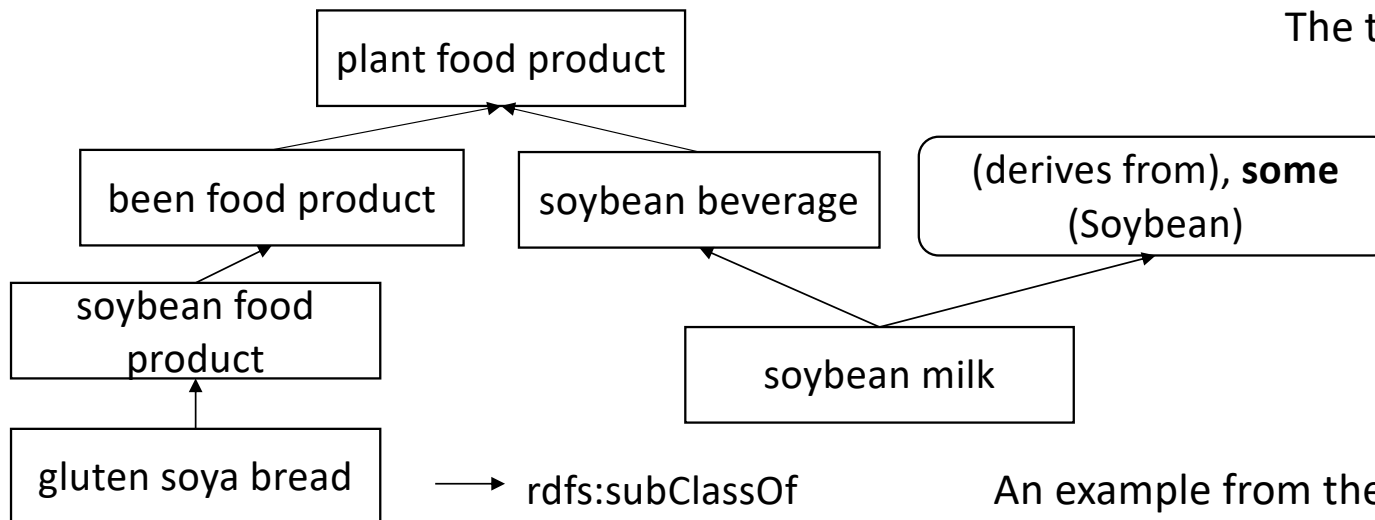 The t
plant food product
been food product
soybean beverage
(derives from), some
(Soybean)
soybean food
product
soybean milk
gluten soya bread
rdfs:subClassOf
An example from the